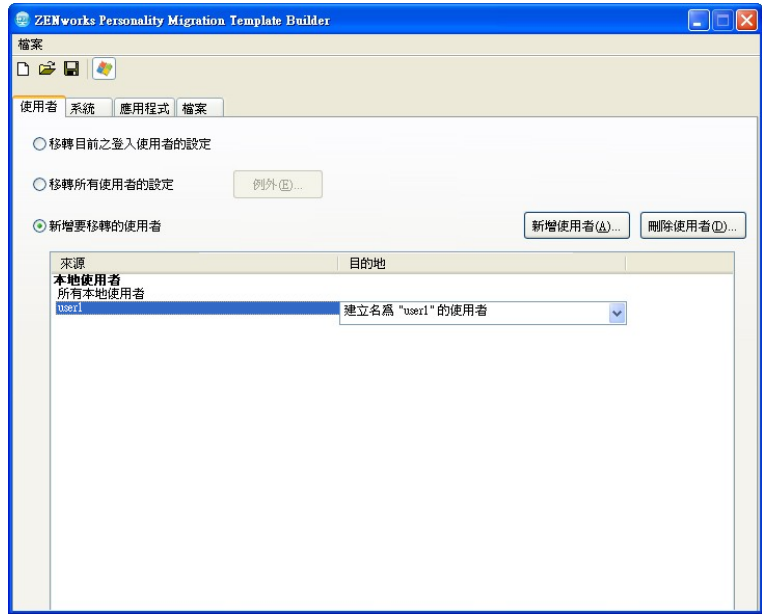 ZENworks Personality Migration Template Builder
檔案
使用者 系統 應用程式 檔案
移轉目前之登入使用者的設定
移轉所有使用者的設定 例外(E)...
新增要移轉的使用者 新增使用者(A)... 刪除使用者(D)...
來源 目的地
本地使用者
所有本地使用者
user1 建立名為 "user1" 的使用者